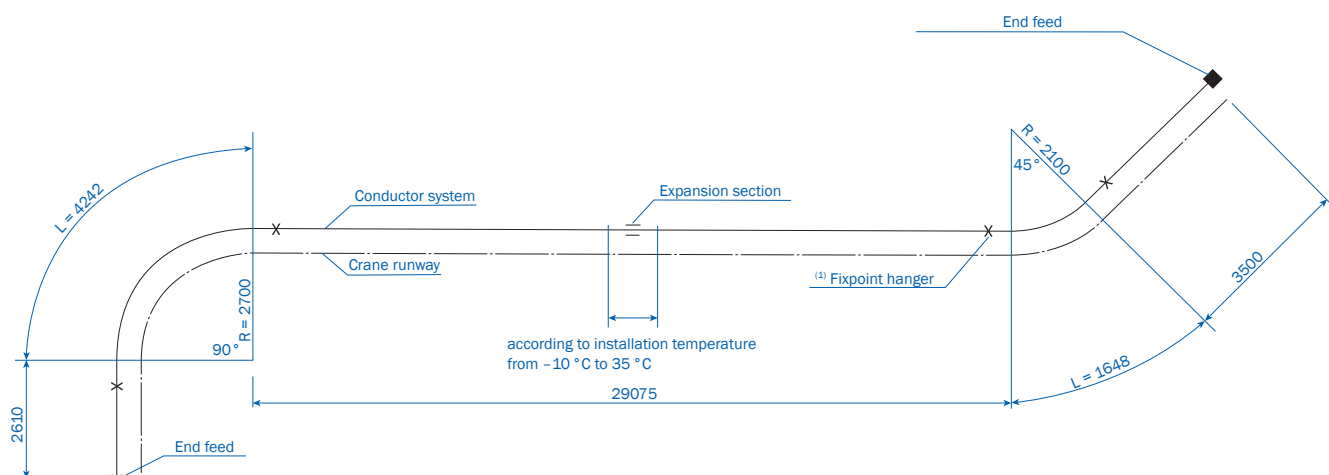 End feed
R = 2100
45°
L = 4242
Conductor system
Expansion section
Crane runway
(1) Fixpoint hanger
3500
R = 2700
90°
according to installation temperature
from –10 °C to 35 °C
L = 1648
29075
2610
End feed